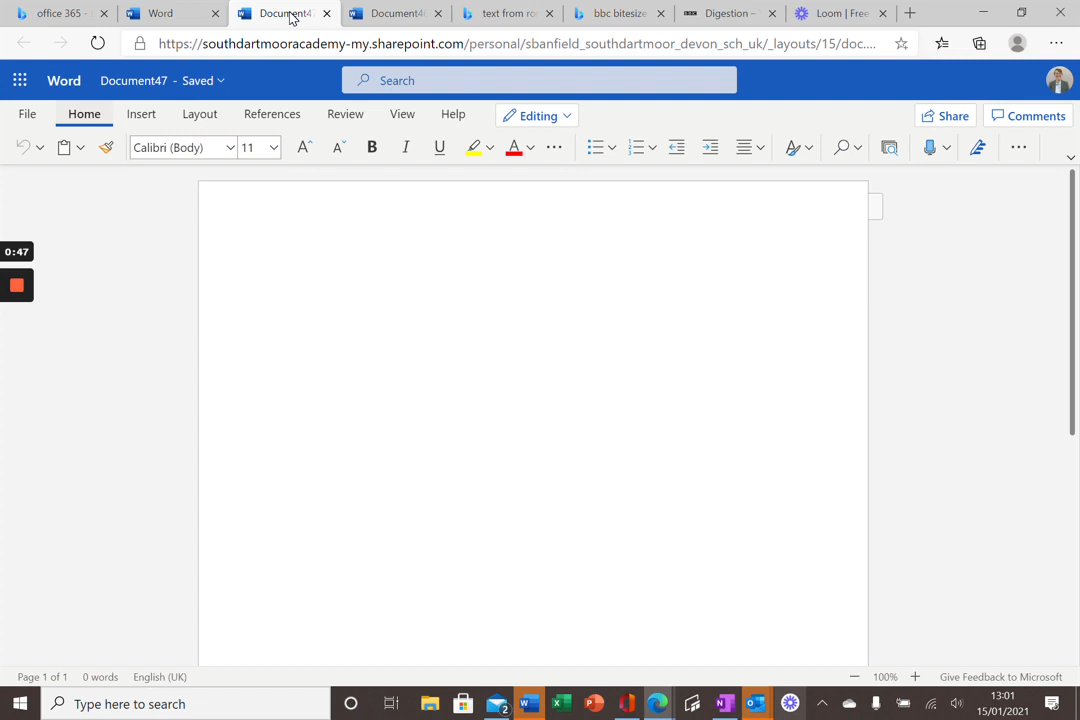 office 365 -
Word
Document47
Document4
text from ro
bbc bitesize
BBC
Digestion –
Loom | Free
https://southdartmooracademy-my.sharepoint.com/personal/sbanfield_southdartmoor_devon_sch_uk/_layouts/15/doc....
Word
Document47 - Saved
Search
File
Home
Insert
Layout
References
Review
View
Help
Editing
Share
Comments
Calibri (Body)
11
0:47
Page 1 of 1
0 words
English (UK)
100%
Give Feedback to Microsoft
Type here to search
2
13:01
15/01/2021